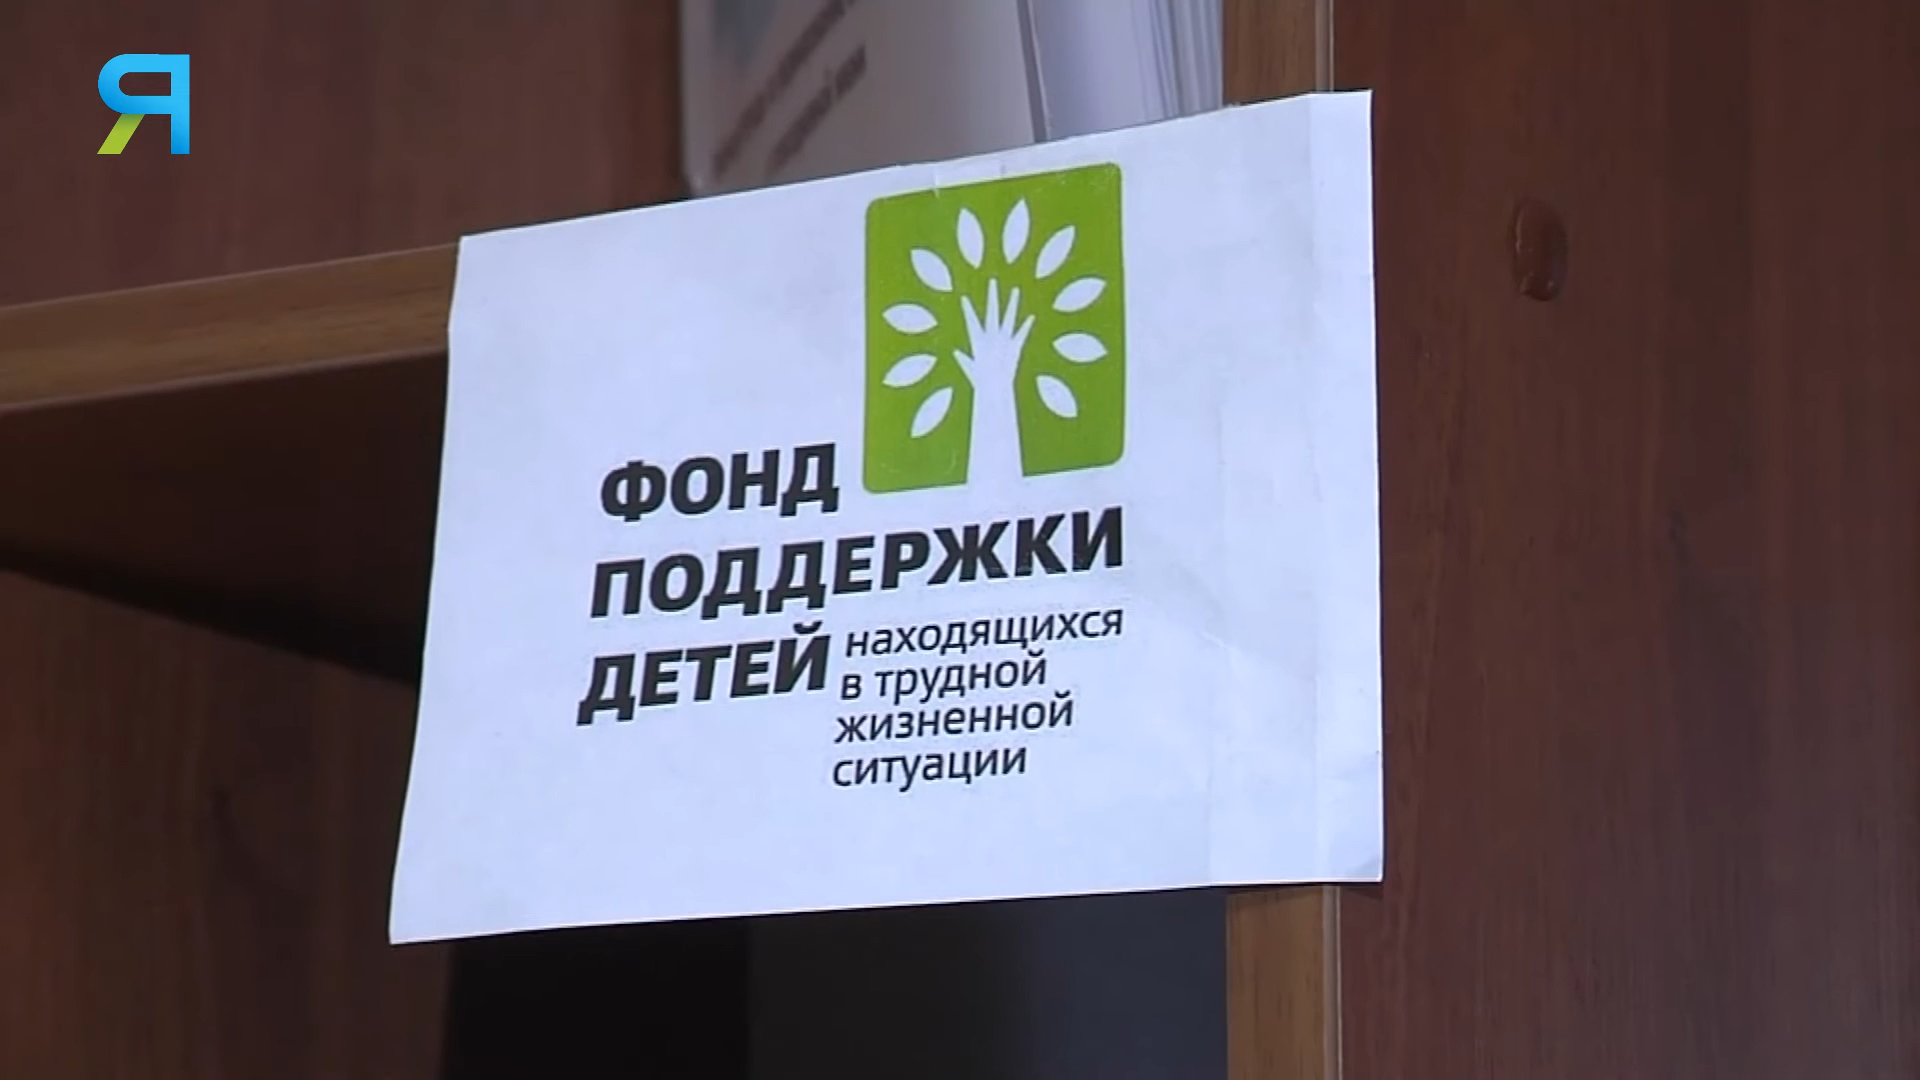 Я
ФОНД
ПОДДЕРЖКИ
ДЕТЕЙ находящихся
в трудной
жизненной
ситуации